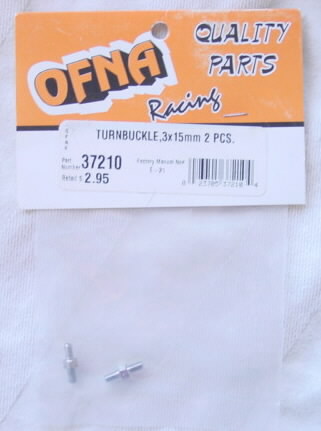 OFNA
Racing
QUALITY
PARTS
TURNBUCKLE, 3x15mm 2 PCS.
Part
Number 37210
Retail $ 2.95